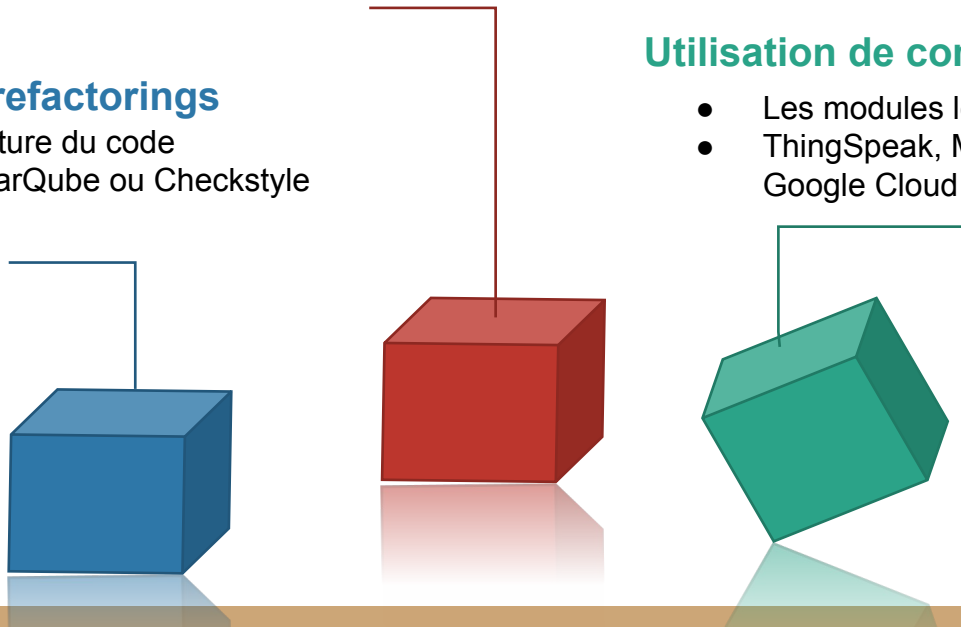 refactorings
ture du code
arQube ou Checkstyle
Utilisation de con
● Les modules l
● ThingSpeak, M
Google Cloud